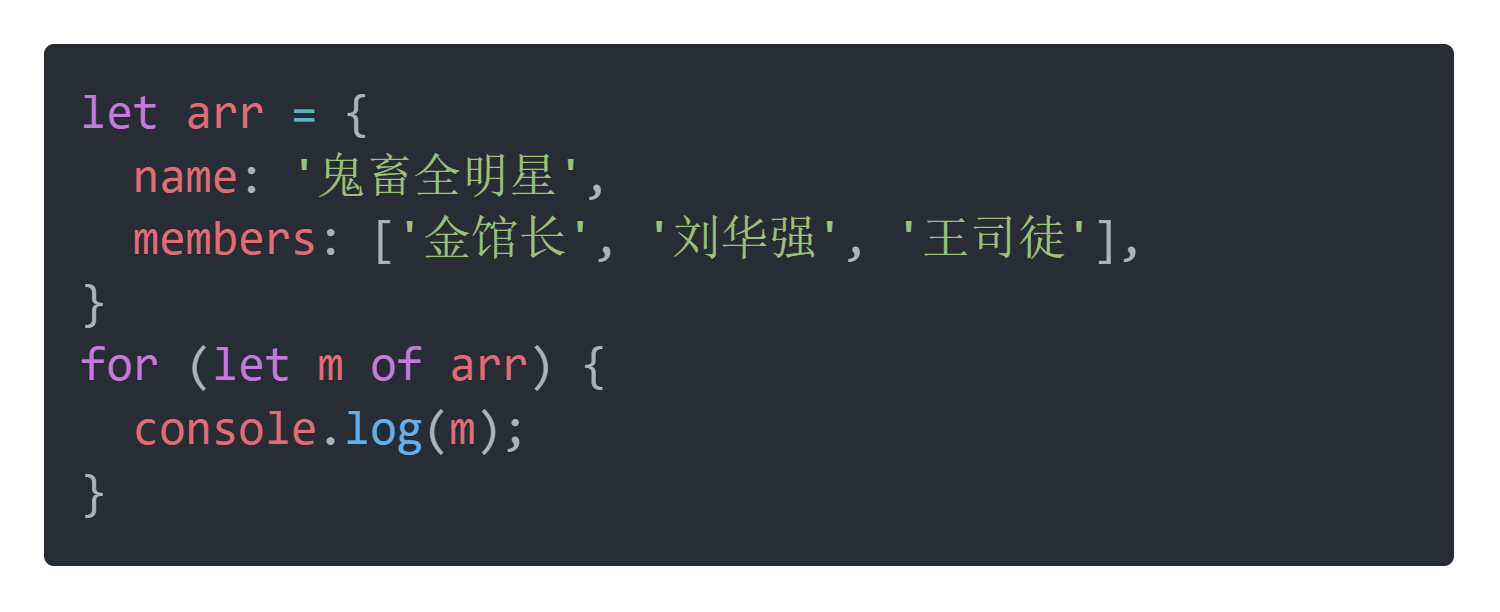 let arr = {
  name: '鬼畜全明星',
  members: ['金馆长', '刘华强', '王司徒'],
}
for (let m of arr) {
  console.log(m);
}